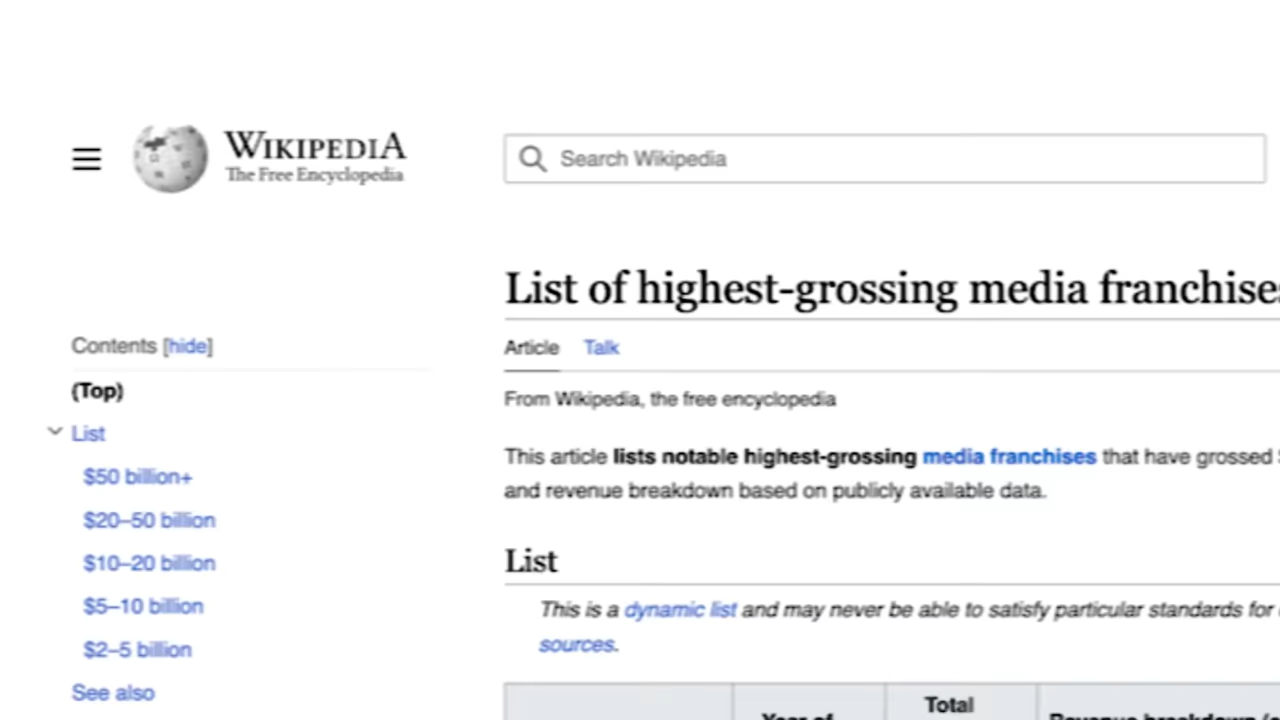 WIKIPEDIA
The Free Encyclopedia
Search Wikipedia
List of highest-grossing media franchises
Contents [hide]
(Top)
List
$50 billion+
$20–50 billion
$10–20 billion
$5–10 billion
$2–5 billion
See also
Article Talk
From Wikipedia, the free encyclopedia
This article lists notable highest-grossing media franchises that have grossed
and revenue breakdown based on publicly available data.
List
This is a dynamic list and may never be able to satisfy particular standards for
sources.
Year of
Total
Revenue breakdown